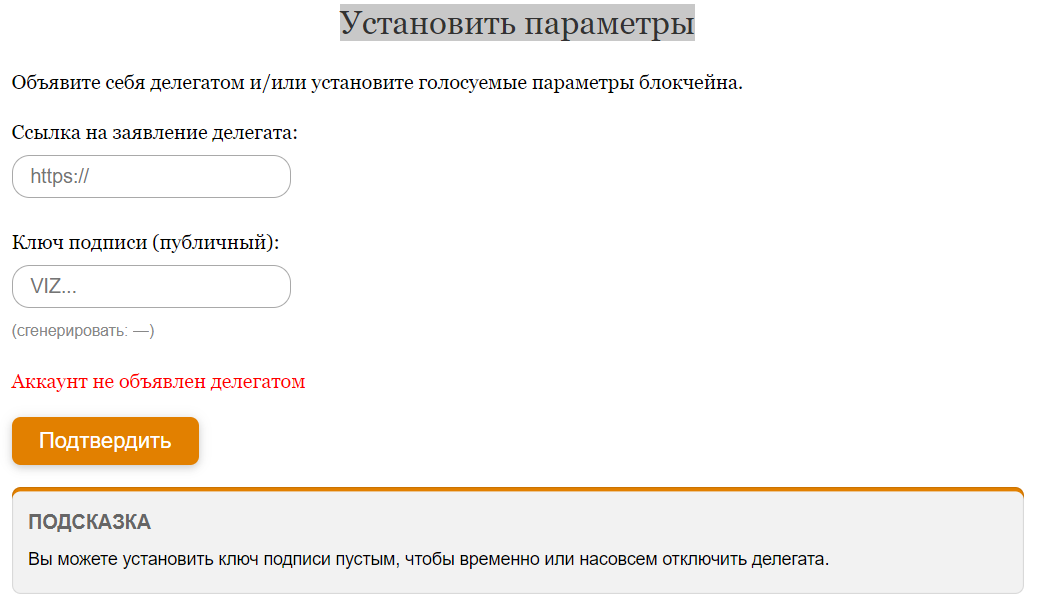 Установить параметры
Объявите себя делегатом и/или установите голосуемые параметры блокчейна.
Ссылка на заявление делегата:
https://
Ключ подписи (публичный):
VIZ...
(сгенерировать: —)
Аккаунт не объявлен делегатом
Подтвердить
ПОДСКАЗКА
Вы можете установить ключ подписи пустым, чтобы временно или насовсем отключить делегата.